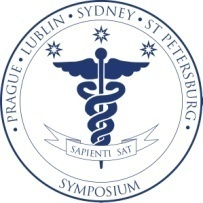 • PRAGUE • LUBLIN • SYDNEY • ST PETERSBURG •
SAPIENTI SAT
SYMPOSIUM